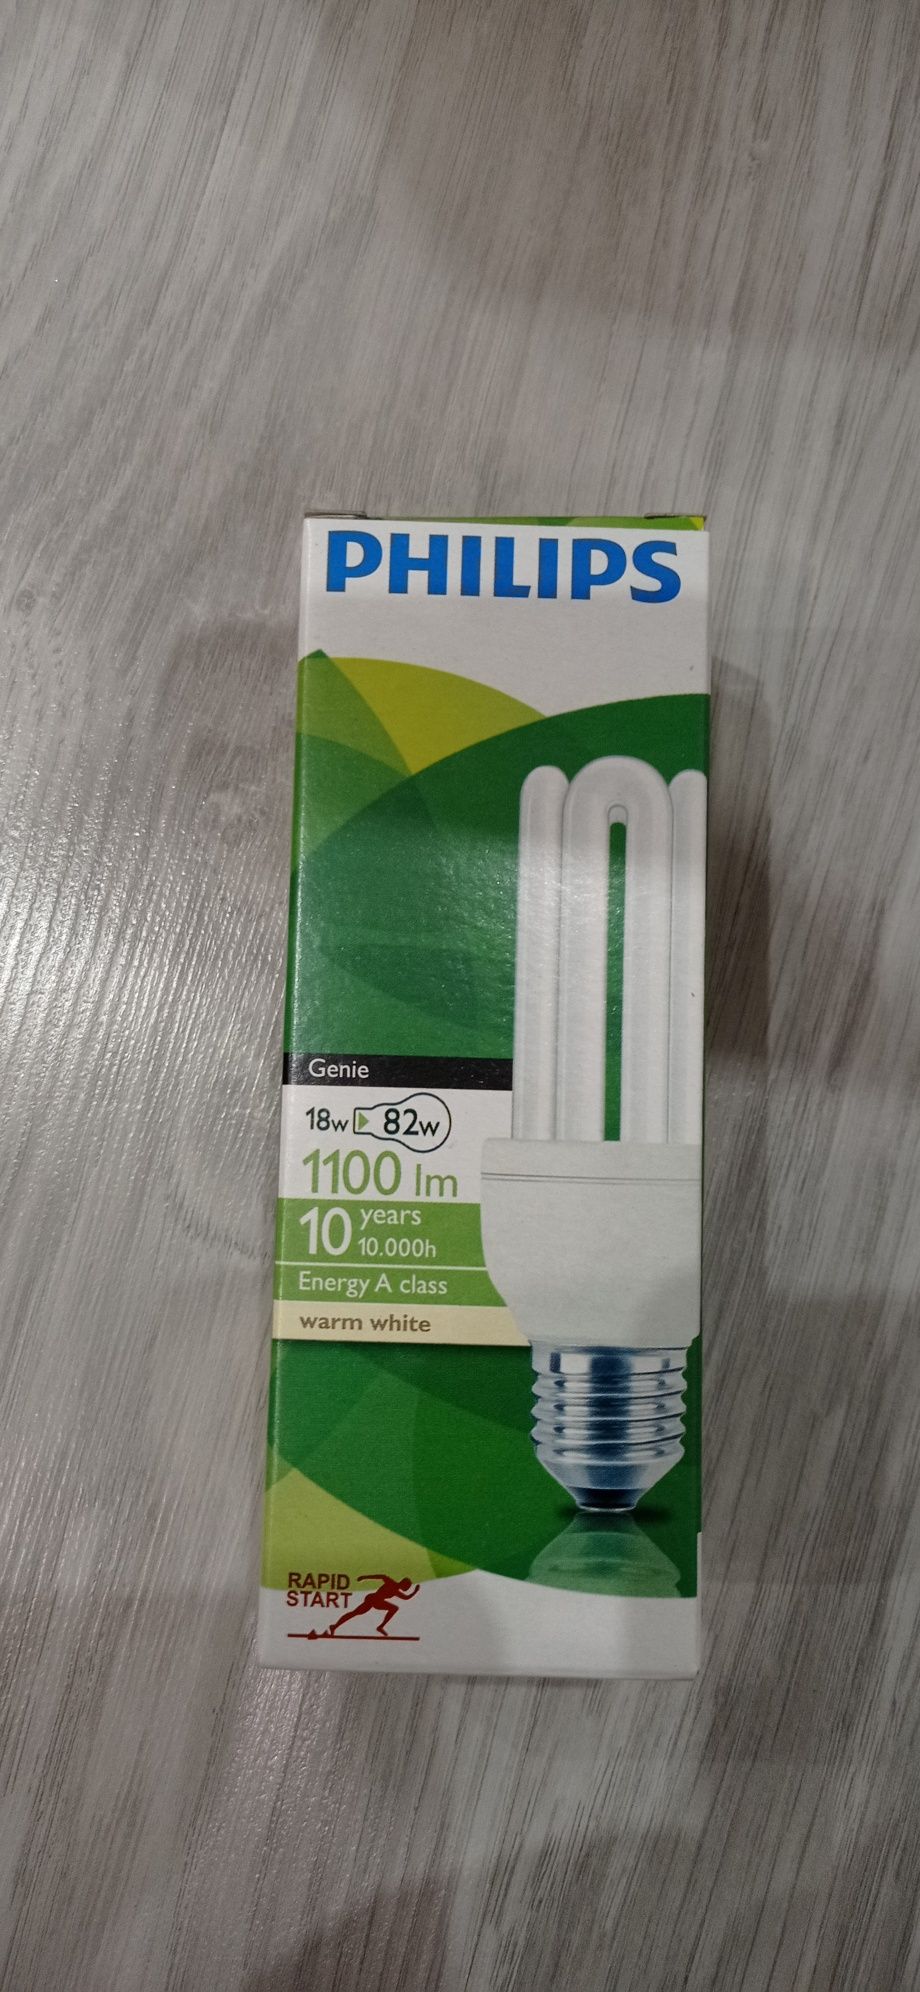 PHILIPS
Genie
18w 82w
1100 lm
10 years
10.000h
Energy A class
warm white
RAPID
START